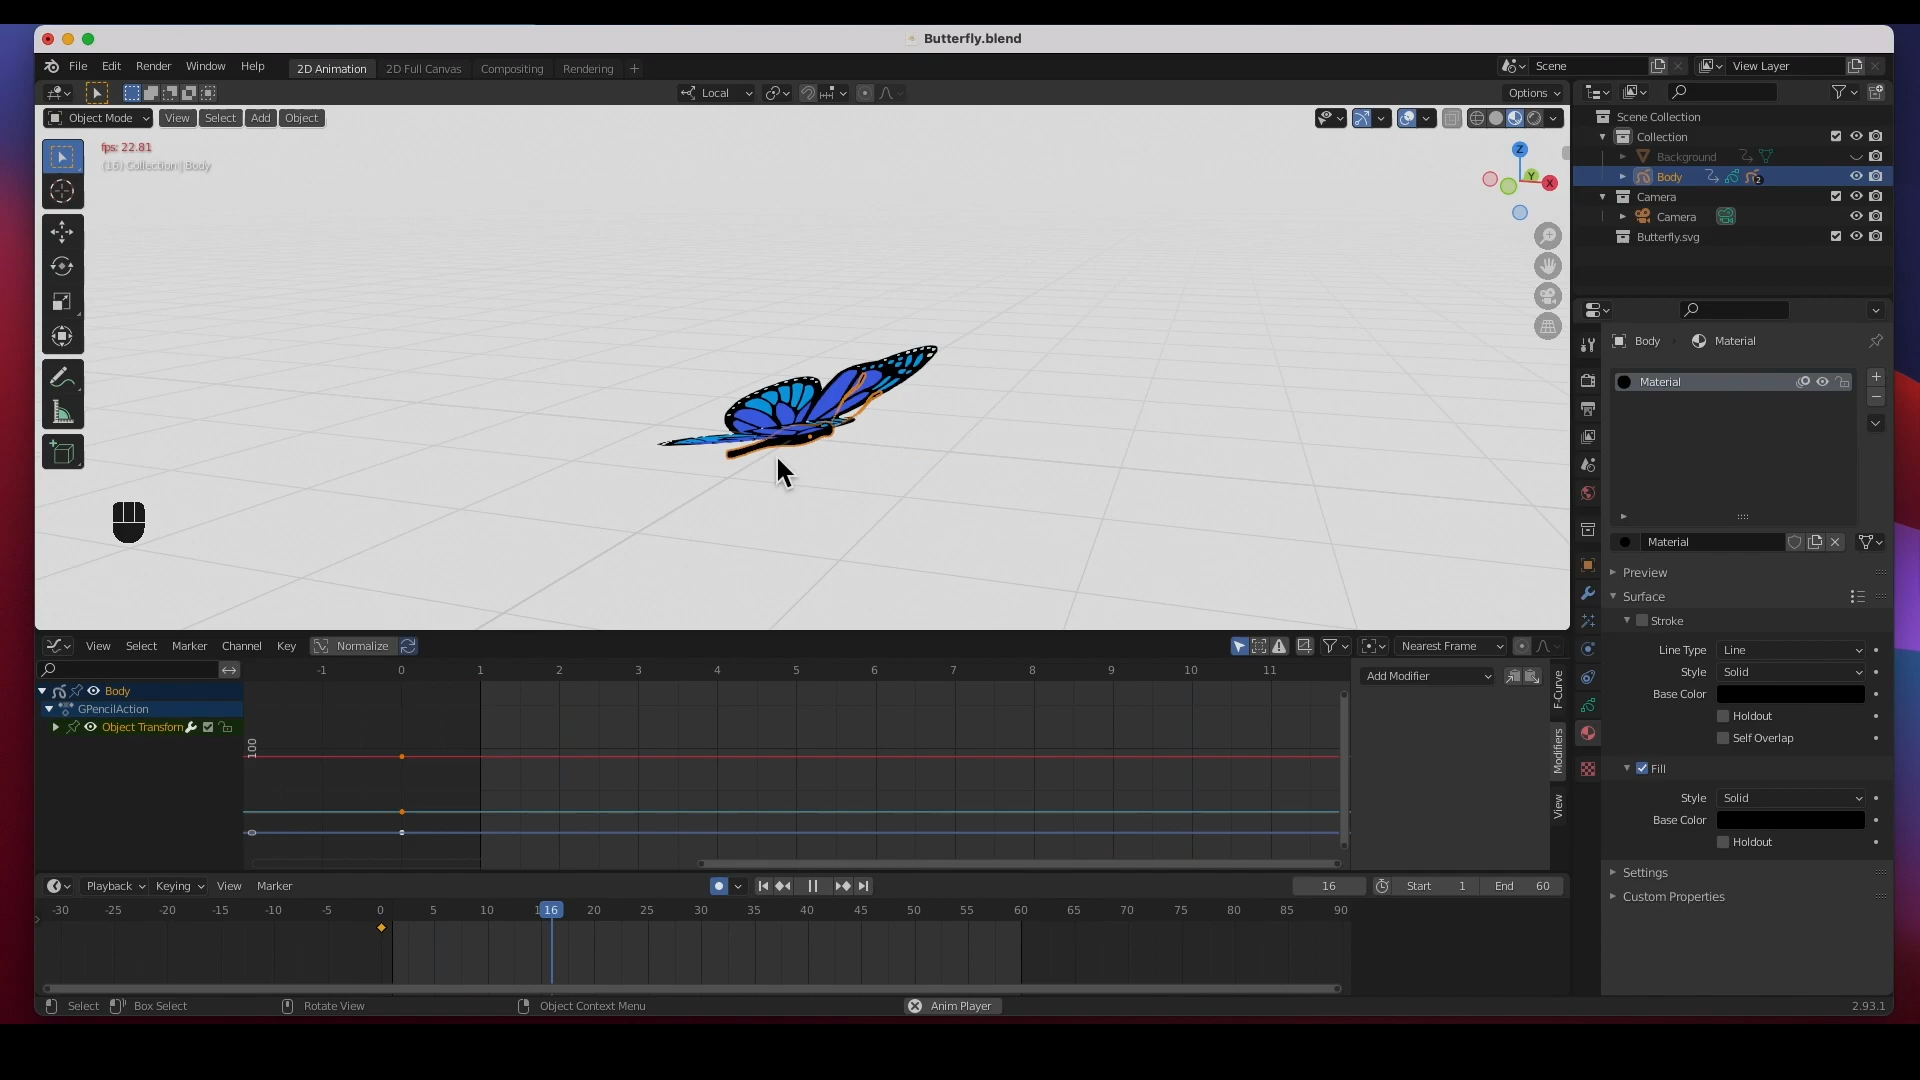 Butterfly.blend
File Edit Render Window Help 2D Animation 2D Full Canvas Compositing Rendering + Scene View Layer
Local Options
Object Mode View Select Add Object
fps: 22.81
(16) Collection | Body
Z
Y
X
Scene Collection
Collection
Background
Body 2
Camera
Camera
Butterfly.svg
Body Material
Material
Material
Preview
Surface
Stroke
Line Type Line
Style Solid
Base Color
Holdout
Self Overlap
Fill
Style Solid
Base Color
Holdout
Settings
Custom Properties
View Select Marker Channel Key Normalize Nearest Frame
-1 0 1 2 3 4 5 6 7 8 9 10 11
Body
GPencilAction
Object Transform
100
0
Add Modifier
F-Curve
Modifiers
View
Playback Keying View Marker 16 Start 1 End 60
-30 -25 -20 -15 -10 -5 0 5 10 16 20 25 30 35 40 45 50 55 60 65 70 75 80 85 90
Select Box Select Rotate View Object Context Menu Anim Player 2.93.1